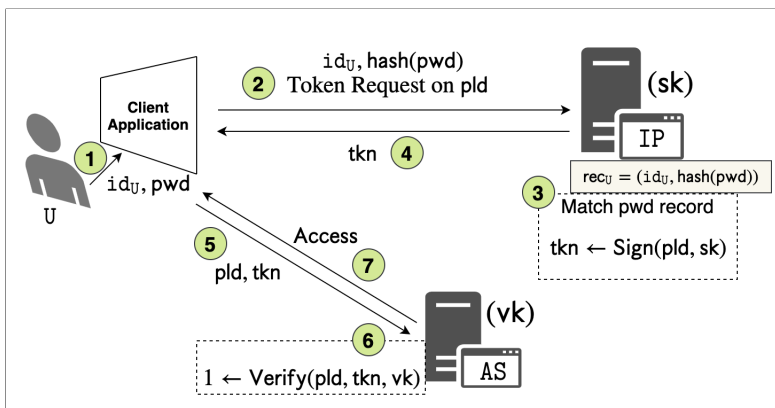 Client
Application
1
id_U, pwd
U
2
id_U, hash(pwd)
Token Request on pld
tkn
4
(sk)
IP
rec_U = (id_U, hash(pwd))
3
Match pwd record
tkn ← Sign(pld, sk)
5
pld, tkn
Access
7
6
1 ← Verify(pld, tkn, vk)
(vk)
AS